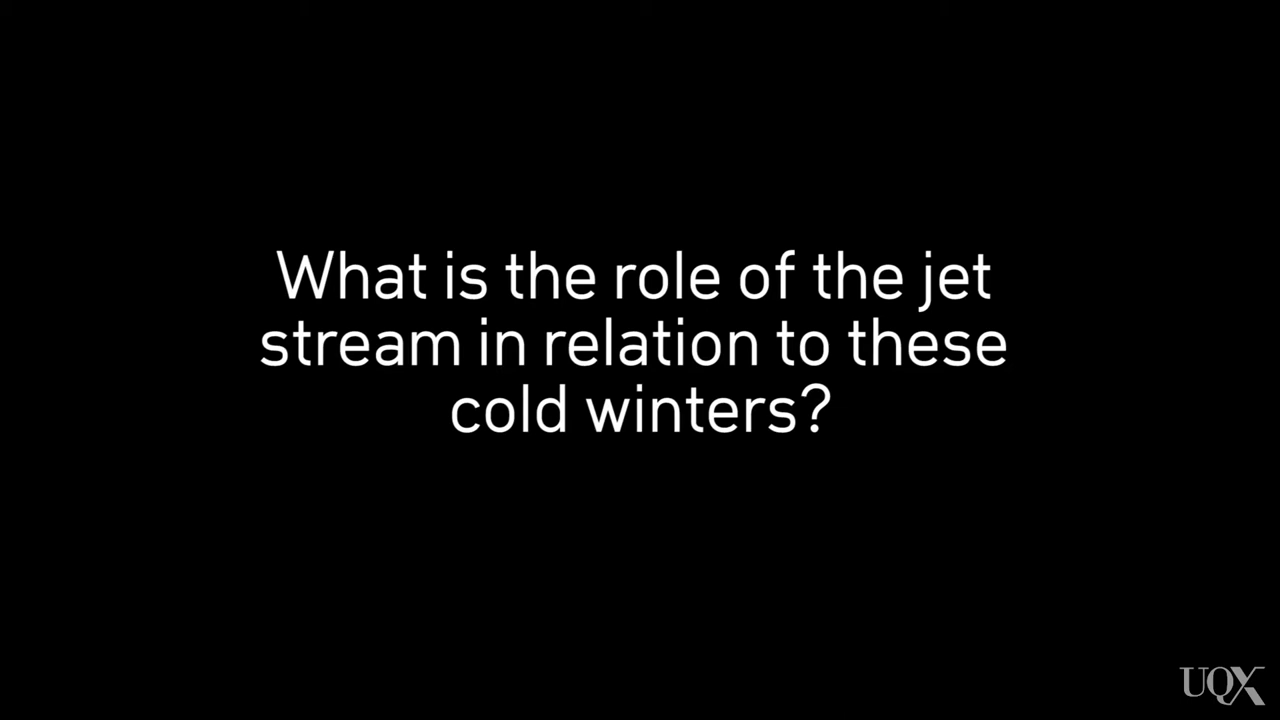 What is the role of the jet
stream in relation to these
cold winters?
UQX